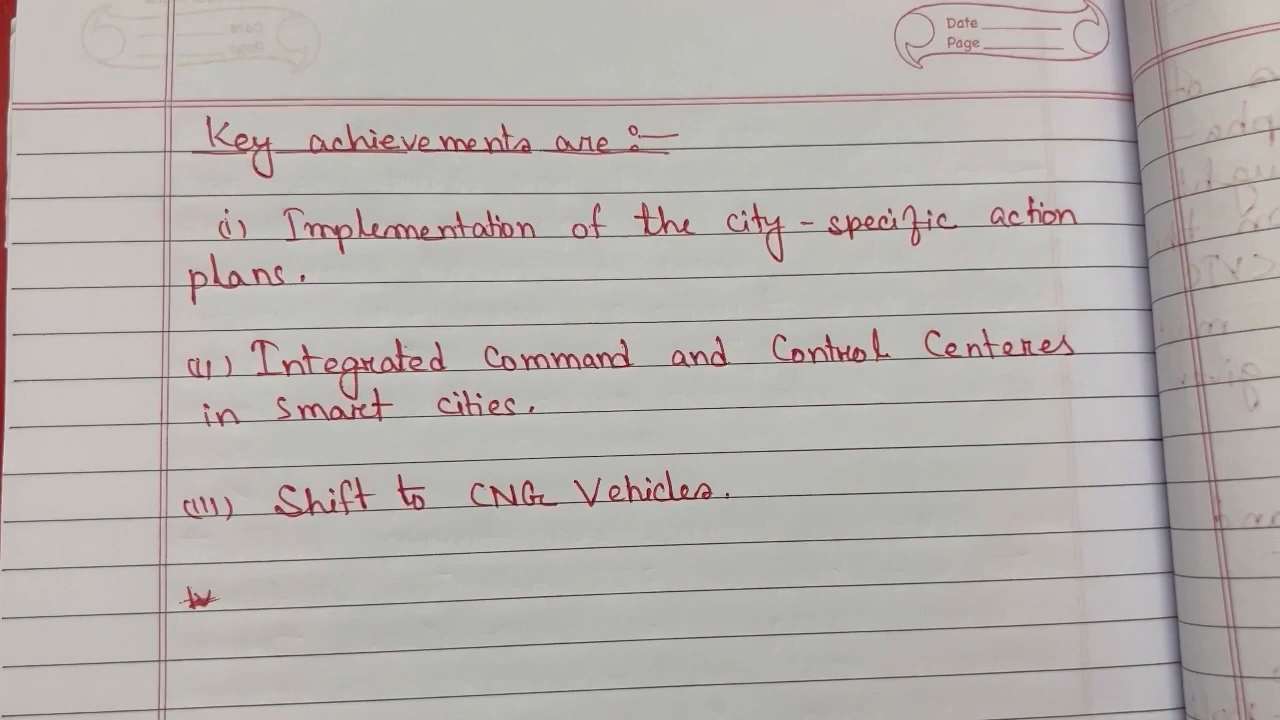 Date
Page
Key achievements are :-
(i) Implementation of the city-specific action
plans.
(ii) Integrated Command and Control Centeres
in smart cities.
(iii) Shift to CNG Vehicles.